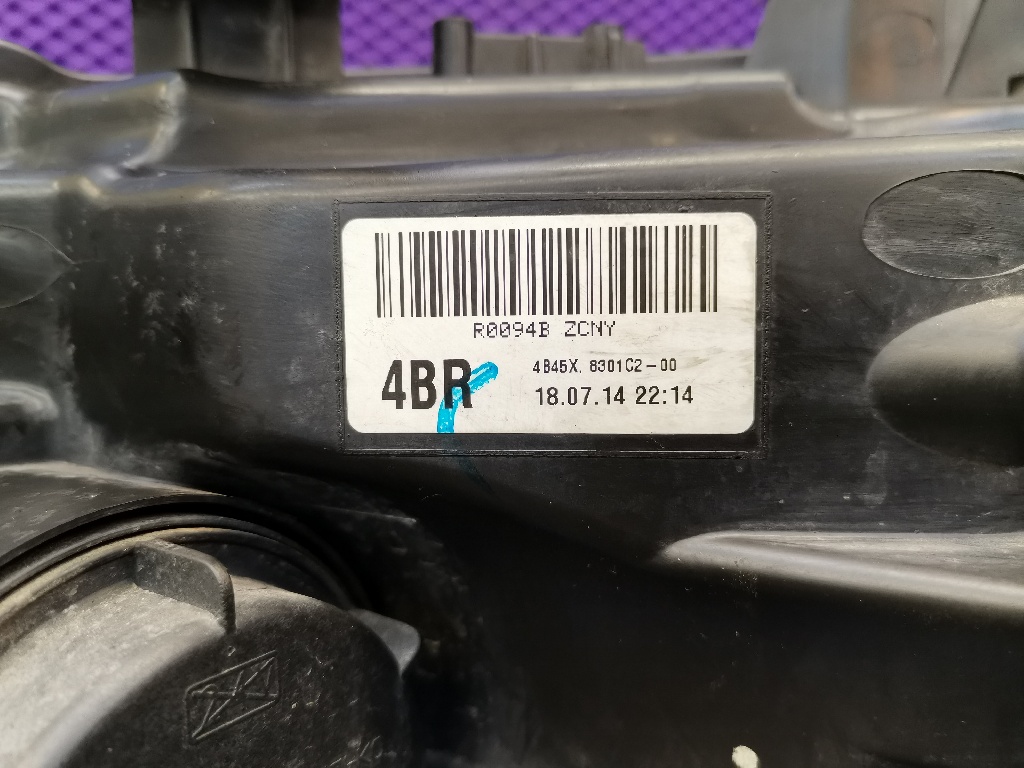 R0094B ZCNY
4BR
4B45X. 8301C2-00
18.07.14 22:14